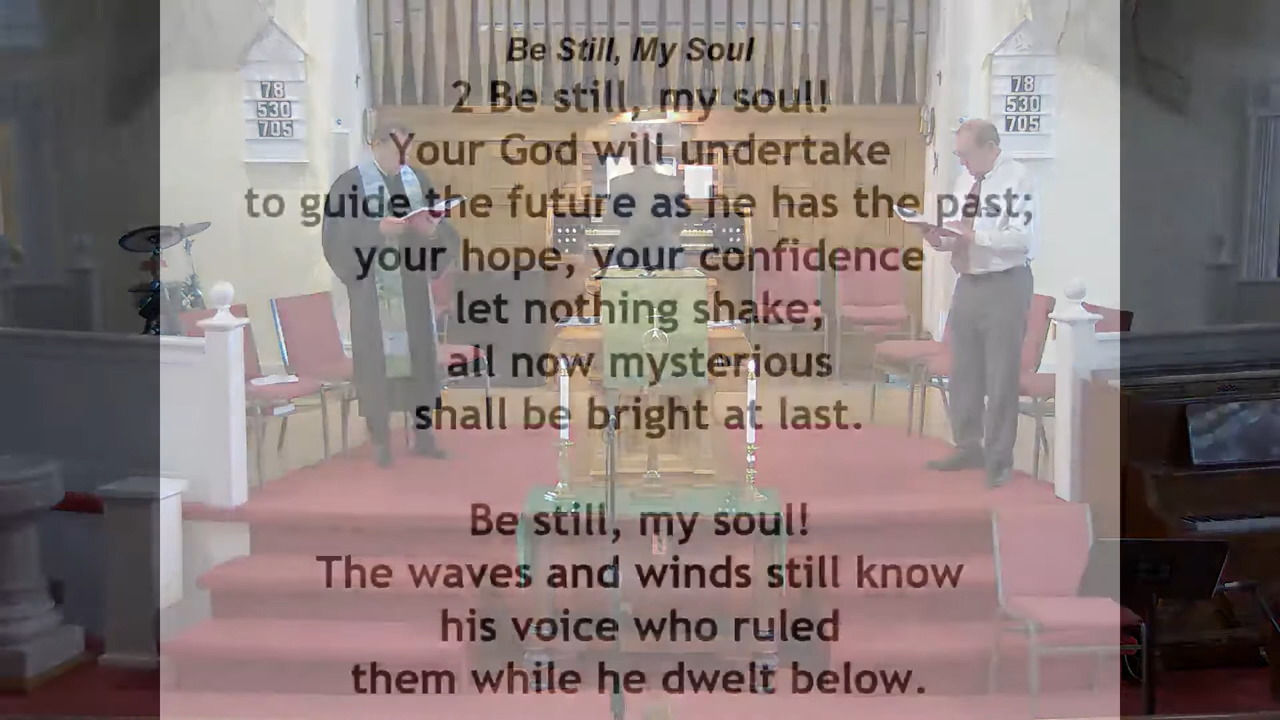 Be Still, My Soul
2 Be still, my soul!
Your God will undertake
to guide the future as he has the past;
your hope, your confidence
let nothing shake;
all now mysterious
shall be bright at last.
Be still, my soul!
The waves and winds still know
his voice who ruled
them while he dwelt below.
78
530
705
78
530
705